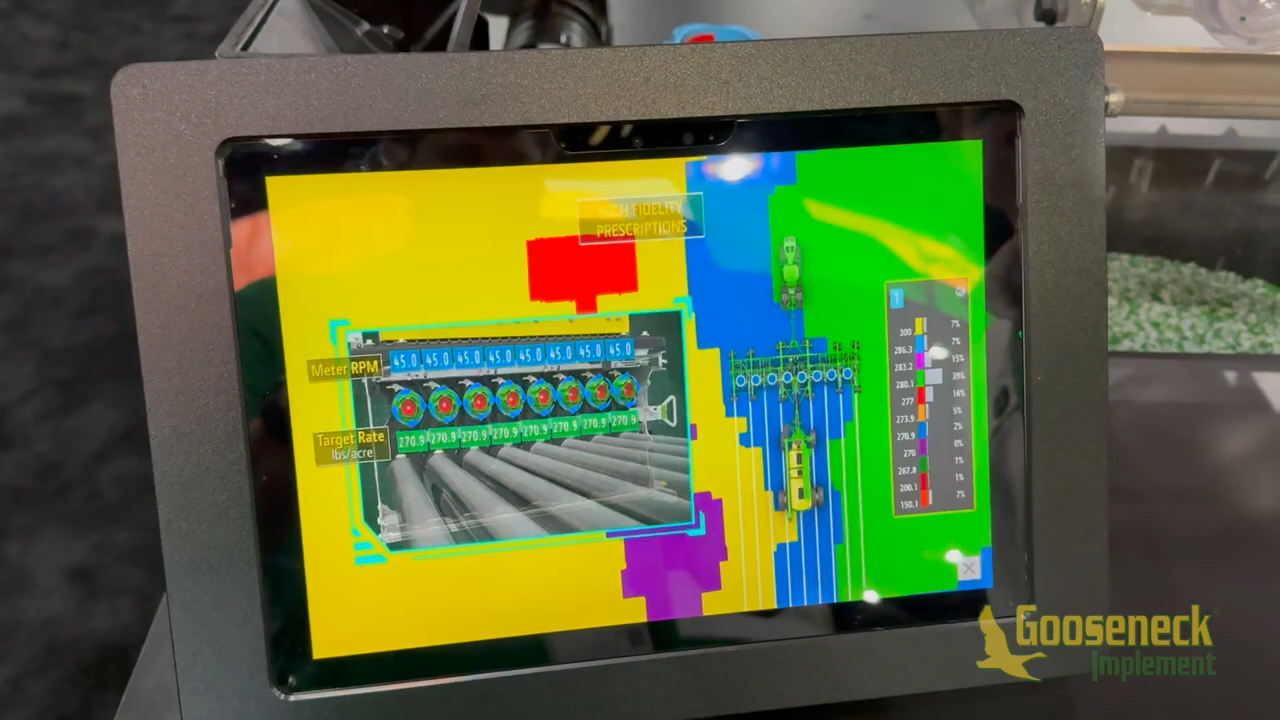 HIGH FIDELITY
PRESCRIPTIONS
Meter RPM
45.0 45.0 45.0 45.0 45.0 45.0 45.0 45.0
Target Rate
lbs/acre
270.9 270.9 270.9 270.9 270.9 270.9 270.9 270.9
1
300 7%
286.3 7%
283.2 15%
280.1 39%
277 16%
273.9 5%
270.9 2%
270 0%
267.8 1%
200.1 1%
150.1 7%
Gooseneck
Implement